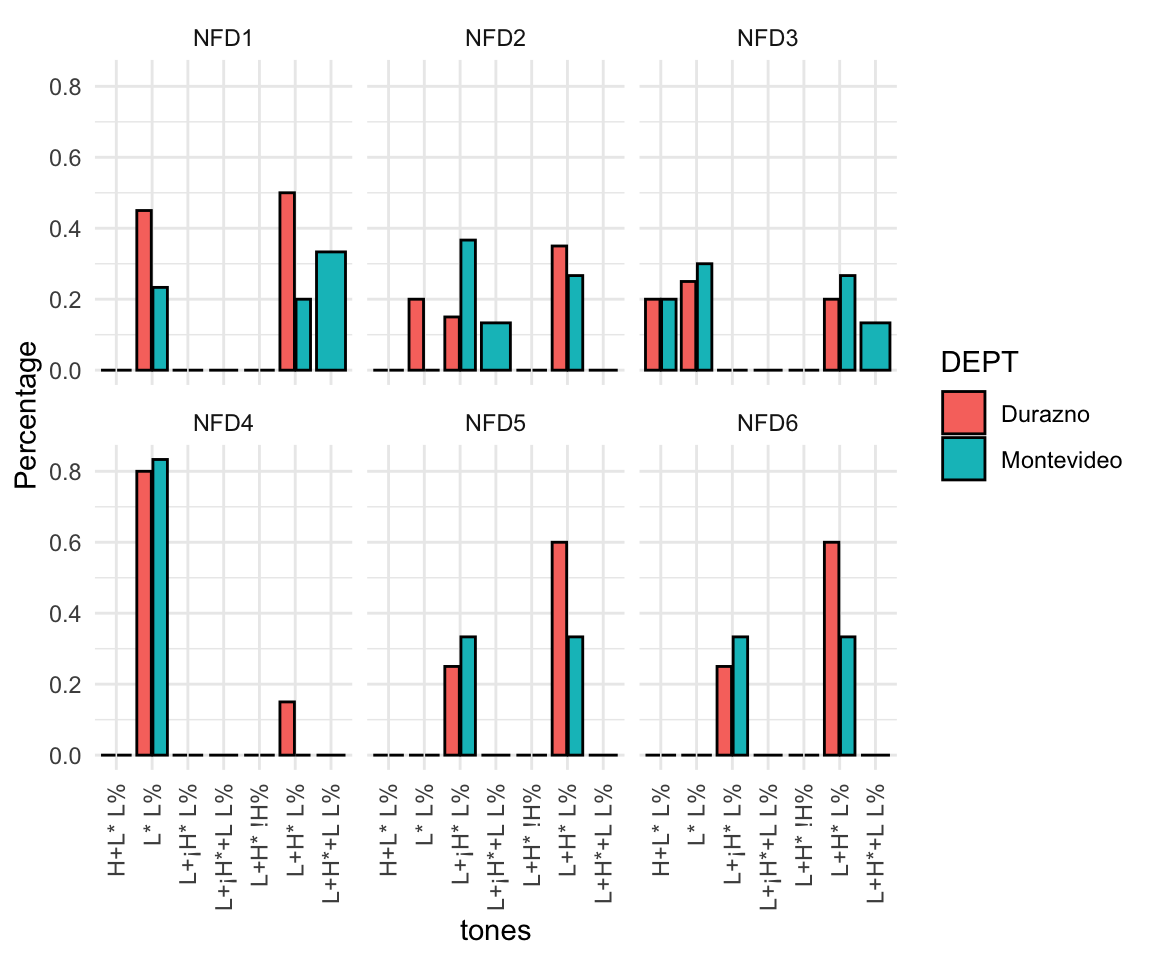 NFD1 NFD2 NFD3
0.8
0.6
0.4
0.2
0.0
NFD4 NFD5 NFD6
0.8
0.6
0.4
0.2
0.0
Percentage
H+L* L% L* L% L+¡H* L% L+¡H*+L L% L+H* !H% L+H* L% L+H*+L L% H+L* L% L* L% L+¡H* L% L+¡H*+L L% L+H* !H% L+H* L% L+H*+L L% H+L* L% L* L% L+¡H* L% L+¡H*+L L% L+H* !H% L+H* L% L+H*+L L%
tones
DEPT
Durazno
Montevideo